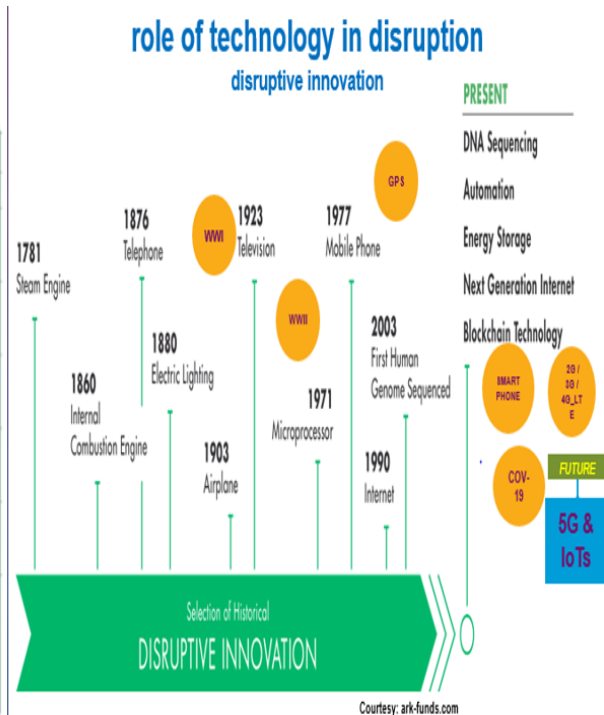 role of technology in disruption
disruptive innovation
PRESENT
DNA Sequencing
Automation
Energy Storage
Next Generation Internet
Blockchain Technology
GPS
WWI
WWII
1781
Steam Engine
1860
Internal
Combustion Engine
1876
Telephone
1880
Electric Lighting
1903
Airplane
1923
Television
1971
Microprocessor
1977
Mobile Phone
1990
Internet
2003
First Human
Genome Sequenced
SMART
PHONE
2G /
3G /
4G_LT
E
COV-
19
FUTURE
5G &
IoTs
Selection of Historical
DISRUPTIVE INNOVATION
Courtesy: ark-funds.com